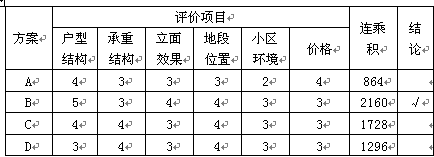 方案 评价项目 连乘积 结论
户型结构 承重结构 立面效果 地段位置 小区环境 价格
A 4 3 3 3 2 4 864
B 5 3 4 4 3 3 2160 √
C 4 4 3 4 3 3 1728
D 3 4 3 4 3 3 1296